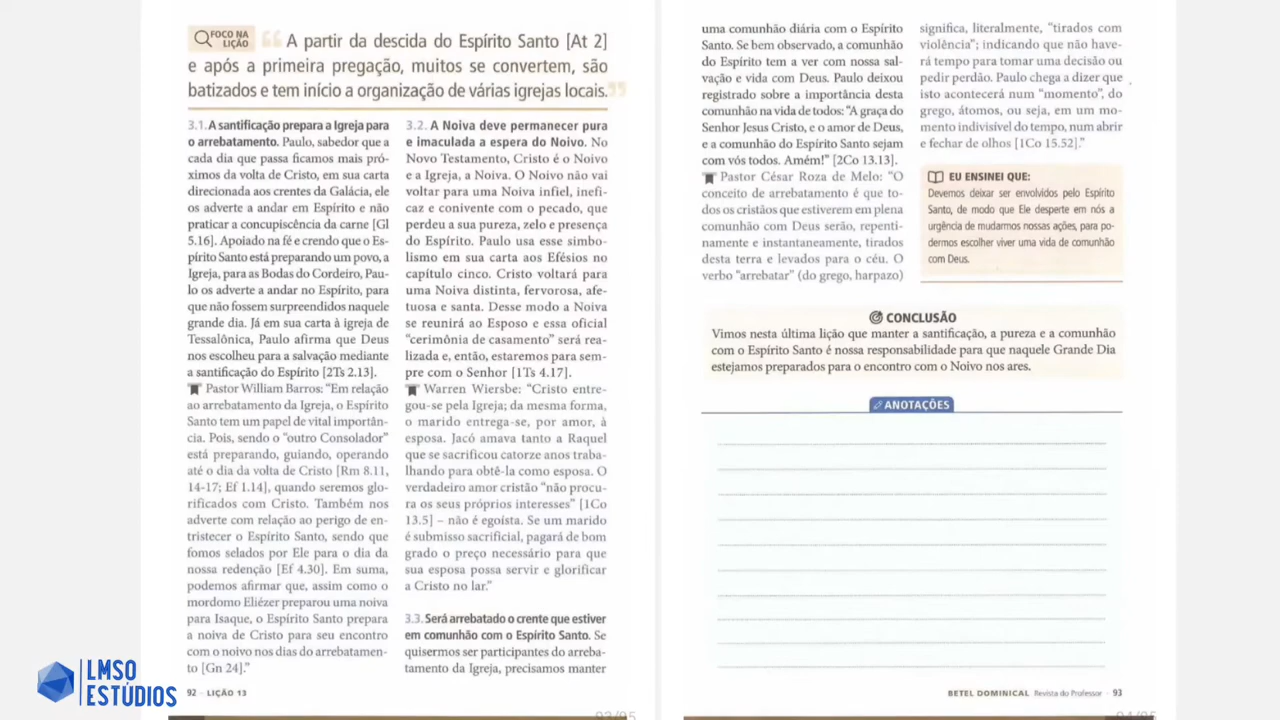 FOCO NA
LIÇÃO
“ A partir da descida do Espírito Santo [At 2]
e após a primeira pregação, muitos se convertem, são
batizados e tem início a organização de várias igrejas locais. ”
3.1. A santificação prepara a Igreja para
o arrebatamento. Paulo, sabedor que a
cada dia que passa ficamos mais pró-
ximos da volta de Cristo, em sua carta
direcionada aos crentes da Galácia, ele
os adverte a andar em Espírito e não
praticar a concupiscência da carne [Gl
5.16]. Apoiado na fé e crendo que o Es-
pírito Santo está preparando um povo, a
Igreja, para as Bodas do Cordeiro, Pau-
lo os adverte a andar no Espírito, para
que não fossem surpreendidos naquele
grande dia. Já em sua carta à igreja de
Tessalônica, Paulo afirma que Deus
nos escolheu para a salvação mediante
a santificação do Espírito [2Ts 2.13].
Pastor William Barros: “Em relação
ao arrebatamento da Igreja, o Espírito
Santo tem um papel de vital importân-
cia. Pois, sendo o “outro Consolador”
está preparando, guiando, operando
até o dia da volta de Cristo [Rm 8.11,
14-17; Ef 1.14], quando seremos glo-
rificados com Cristo. Também nos
adverte com relação ao perigo de en-
tristecer o Espírito Santo, sendo que
fomos selados por Ele para o dia da
nossa redenção [Ef 4.30]. Em suma,
podemos afirmar que, assim como o
mordomo Eliézer preparou uma noiva
para Isaque, o Espírito Santo prepara
a noiva de Cristo para seu encontro
com o noivo nos dias do arrebatamen-
to [Gn 24].”
92 - LIÇÃO 13
3.2. A Noiva deve permanecer pura
e imaculada a espera do Noivo. No
Novo Testamento, Cristo é o Noivo
e a Igreja, a Noiva. O Noivo não vai
voltar para uma Noiva infiel, inefi-
caz e conivente com o pecado, que
perdeu a sua pureza, zelo e presença
do Espírito. Paulo usa esse simbo-
lismo em sua carta aos Efésios no
capítulo cinco. Cristo voltará para
uma Noiva distinta, fervorosa, afe-
tuosa e santa. Desse modo a Noiva
se reunirá ao Esposo e essa oficial
“cerimônia de casamento” será rea-
lizada e, então, estaremos para sem-
pre com o Senhor [1Ts 4.17].
Warren Wiersbe: “Cristo entre-
gou-se pela Igreja; da mesma forma,
o marido entrega-se, por amor, à
esposa. Jacó amava tanto a Raquel
que se sacrificou catorze anos traba-
lhando para obtê-la como esposa. O
verdadeiro amor cristão “não procu-
ra os seus próprios interesses” [1Co
13.5] – não é egoísta. Se um marido
é submisso sacrificial, pagará de bom
grado o preço necessário para que
sua esposa possa servir e glorificar
a Cristo no lar.”
3.3. Será arrebatado o crente que estiver
em comunhão com o Espírito Santo. Se
quisermos ser participantes do arreba-
tamento da Igreja, precisamos manter
uma comunhão diária com o Espírito
Santo. Se bem observado, a comunhão
do Espírito tem a ver com nossa sal-
vação e vida com Deus. Paulo deixou
registrado sobre a importância desta
comunhão na vida de todos: “A graça do
Senhor Jesus Cristo, e o amor de Deus,
e a comunhão do Espírito Santo sejam
com vós todos. Amém!” [2Co 13.13].
Pastor César Roza de Melo: “O
conceito de arrebatamento é que to-
dos os cristãos que estiverem em plena
comunhão com Deus serão, repenti-
namente e instantaneamente, tirados
desta terra e levados para o céu. O
verbo “arrebatar” (do grego, harpazo)
significa, literalmente, “tirados com
violência”; indicando que não have-
rá tempo para tomar uma decisão ou
pedir perdão. Paulo chega a dizer que
isto acontecerá num “momento”, do
grego, átomos, ou seja, em um mo-
mento indivisível do tempo, num abrir
e fechar de olhos [1Co 15.52].”
EU ENSINEI QUE:
Devemos deixar ser envolvidos pelo Espírito
Santo, de modo que Ele desperte em nós a
urgência de mudarmos nossas ações, para po-
dermos escolher viver uma vida de comunhão
com Deus.
CONCLUSÃO
Vimos nesta última lição que manter a santificação, a pureza e a comunhão
com o Espírito Santo é nossa responsabilidade para que naquele Grande Dia
estejamos preparados para o encontro com o Noivo nos ares.
ANOTAÇÕES
BETEL DOMINICAL Revista do Professor - 93
LMSO
ESTÚDIOS